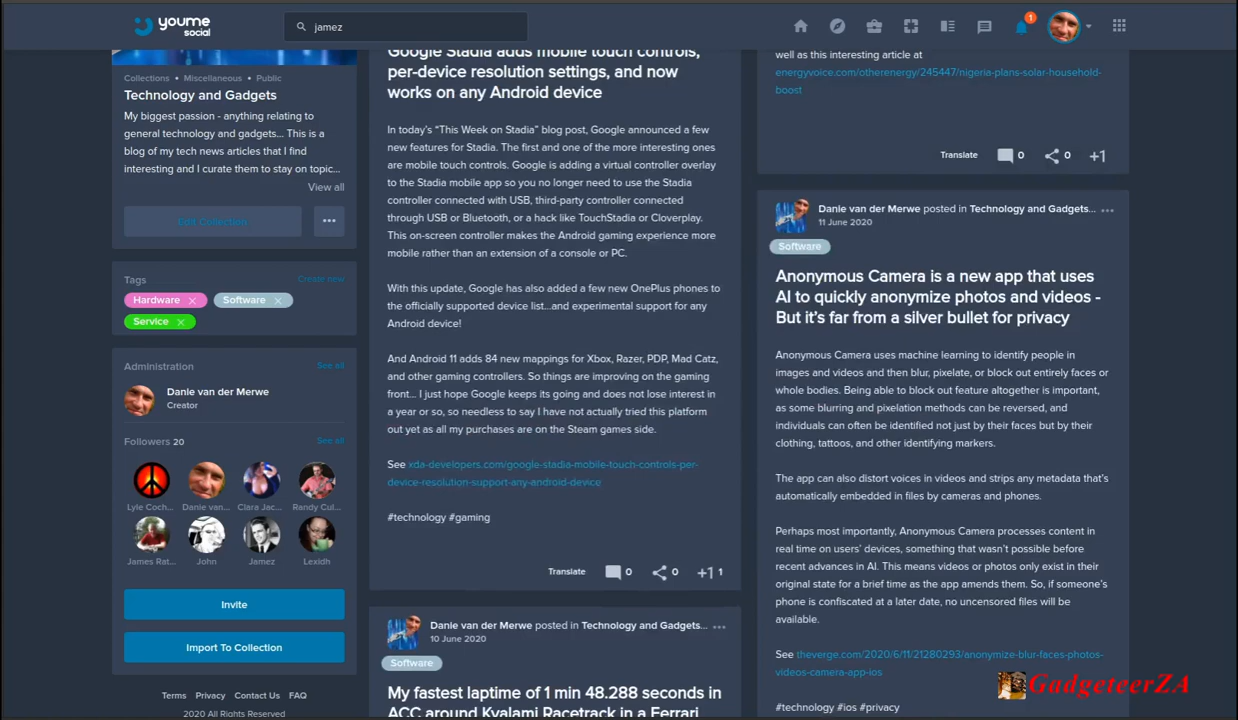 youme
social
jamez
1
Collections • Miscellaneous • Public
Technology and Gadgets
My biggest passion - anything relating to
general technology and gadgets... This is a
blog of my tech news articles that I find
interesting and I curate them to stay on topic...
View all
Edit Collection
Tags
Create new
Hardware
Software
Service
Administration
See all
Danie van der Merwe
Creator
Followers 20
See all
Lyle Coch...
Danie van...
Clara Jac...
Randy Cul...
James Rat...
John
Jamez
Lexidh
Invite
Import To Collection
Terms Privacy Contact Us FAQ
2020 All Rights Reserved
Google Stadia adds mobile touch controls,
per-device resolution settings, and now
works on any Android device
In today's “This Week on Stadia” blog post, Google announced a few
new features for Stadia. The first and one of the more interesting ones
are mobile touch controls. Google is adding a virtual controller overlay
to the Stadia mobile app so you no longer need to use the Stadia
controller connected with USB, third-party controller connected
through USB or Bluetooth, or a hack like TouchStadia or Cloverplay.
This on-screen controller makes the Android gaming experience more
mobile rather than an extension of a console or PC.
With this update, Google has also added a few new OnePlus phones to
the officially supported device list...and experimental support for any
Android device!
And Android 11 adds 84 new mappings for Xbox, Razer, PDP, Mad Catz,
and other gaming controllers. So things are improving on the gaming
front... I just hope Google keeps its going and does not lose interest in
a year or so, so needless to say I have not actually tried this platform
out yet as all my purchases are on the Steam games side.
See xda-developers.com/google-stadia-mobile-touch-controls-per-
device-resolution-support-any-android-device
#technology #gaming
Translate 0 0 +1 1
Danie van der Merwe posted in Technology and Gadgets...
10 June 2020
Software
My fastest laptime of 1 min 48.288 seconds in
ACC around Kyalami Racetrack in a Ferrari
well as this interesting article at
energyvoice.com/otherenergy/245447/nigeria-plans-solar-household-
boost
Translate 0 0 +1
Danie van der Merwe posted in Technology and Gadgets...
11 June 2020
Software
Anonymous Camera is a new app that uses
AI to quickly anonymize photos and videos -
But it's far from a silver bullet for privacy
Anonymous Camera uses machine learning to identify people in
images and videos and then blur, pixelate, or block out entirely faces or
whole bodies. Being able to block out feature altogether is important,
as some blurring and pixelation methods can be reversed, and
individuals can often be identified not just by their faces but by their
clothing, tattoos, and other identifying markers.
The app can also distort voices in videos and strips any metadata that's
automatically embedded in files by cameras and phones.
Perhaps most importantly, Anonymous Camera processes content in
real time on users' devices, something that wasn't possible before
recent advances in AI. This means videos or photos only exist in their
original state for a brief time as the app amends them. So, if someone's
phone is confiscated at a later date, no uncensored files will be
available.
See theverge.com/2020/6/11/21280293/anonymize-blur-faces-photos-
videos-camera-app-ios
#technology #ios #privacy
GadgeteerZA